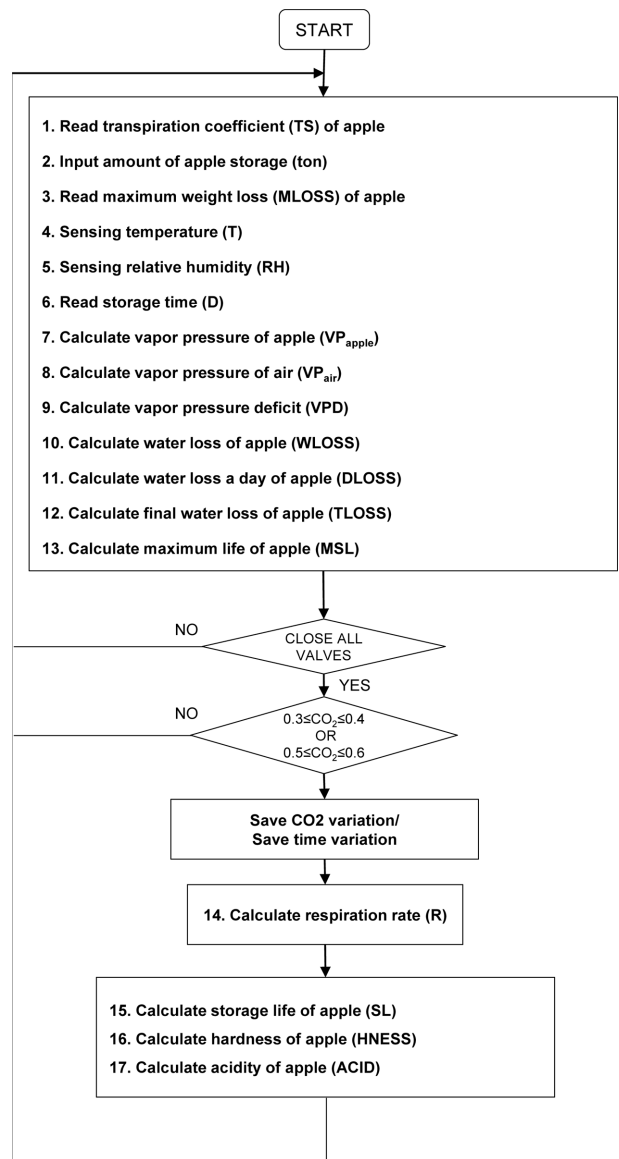 START
1. Read transpiration coefficient (TS) of apple
2. Input amount of apple storage (ton)
3. Read maximum weight loss (MLOSS) of apple
4. Sensing temperature (T)
5. Sensing relative humidity (RH)
6. Read storage time (D)
7. Calculate vapor pressure of apple (VPapple)
8. Calculate vapor pressure of air (VPair)
9. Calculate vapor pressure deficit (VPD)
10. Calculate water loss of apple (WLOSS)
11. Calculate water loss a day of apple (DLOSS)
12. Calculate final water loss of apple (TLOSS)
13. Calculate maximum life of apple (MSL)
NO
CLOSE ALL
VALVES
YES
NO
0.3≤CO₂≤0.4
OR
0.5≤CO₂≤0.6
Save CO2 variation/
Save time variation
14. Calculate respiration rate (R)
15. Calculate storage life of apple (SL)
16. Calculate hardness of apple (HNESS)
17. Calculate acidity of apple (ACID)